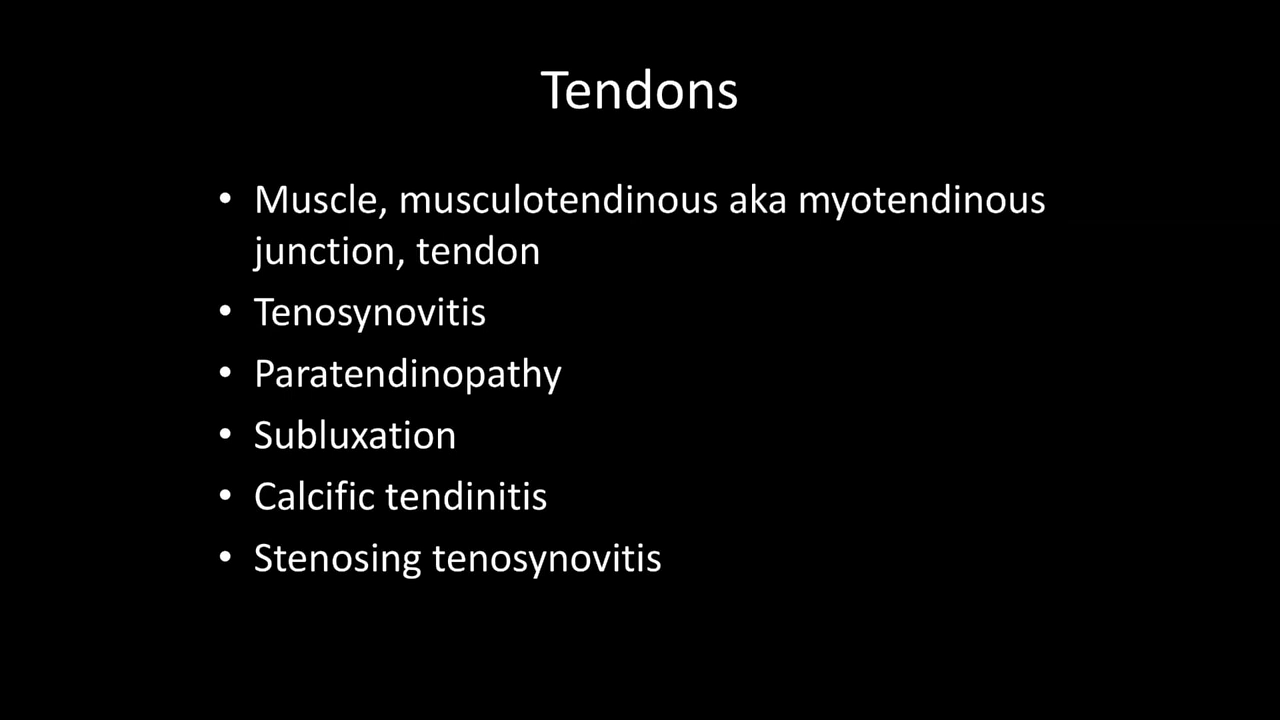 Tendons
• Muscle, musculotendinous aka myotendinous
junction, tendon
• Tenosynovitis
• Paratendinopathy
• Subluxation
• Calcific tendinitis
• Stenosing tenosynovitis